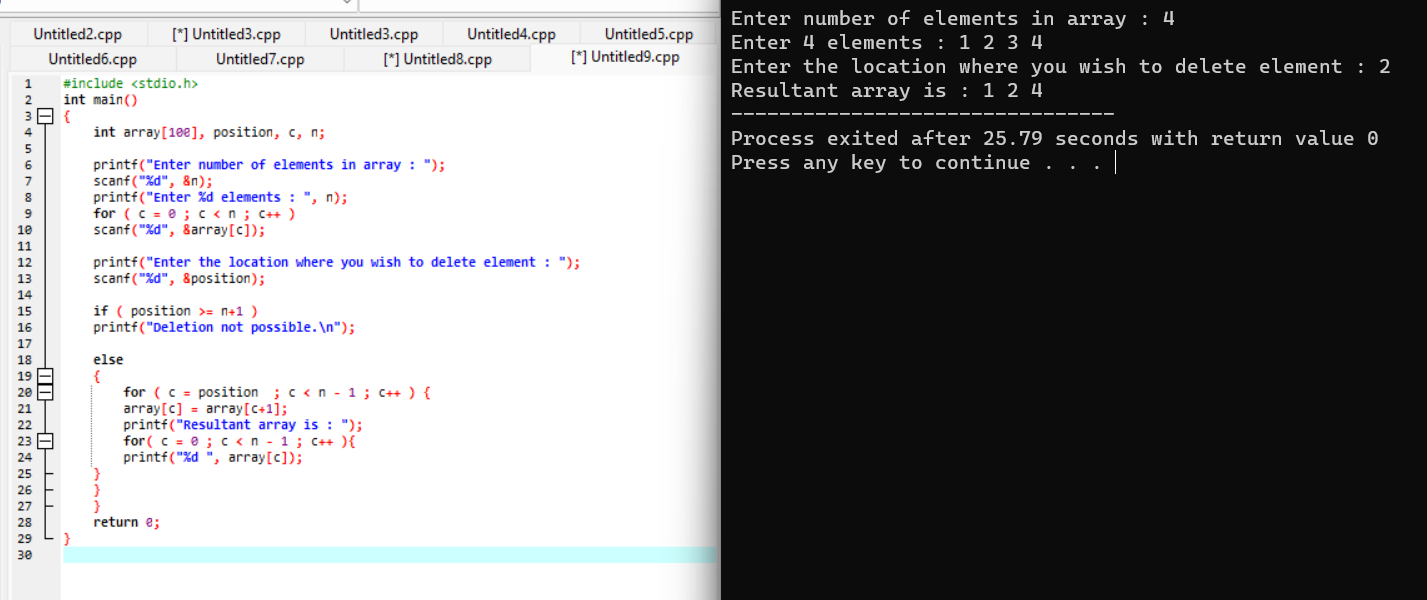 Untitled2.cpp [*] Untitled3.cpp Untitled3.cpp Untitled4.cpp Untitled5.cpp
Untitled6.cpp Untitled7.cpp [*] Untitled8.cpp [*] Untitled9.cpp
1 #include <stdio.h>
2 int main()
3 {
4 int array[100], position, c, n;
5
6 printf("Enter number of elements in array : ");
7 scanf("%d", &n);
8 printf("Enter %d elements : ", n);
9 for ( c = 0 ; c < n ; c++ )
10 scanf("%d", &array[c]);
11
12 printf("Enter the location where you wish to delete element : ");
13 scanf("%d", &position);
14
15 if ( position >= n+1 )
16 printf("Deletion not possible.\n");
17
18 else
19 {
20 for ( c = position  ; c < n - 1 ; c++ ) {
21 array[c] = array[c+1];
22 printf("Resultant array is : ");
23 for( c = 0 ; c < n - 1 ; c++ ){
24 printf("%d ", array[c]);
25 }
26 }
27 }
28 return 0;
29 }
30
Enter number of elements in array : 4
Enter 4 elements : 1 2 3 4
Enter the location where you wish to delete element : 2
Resultant array is : 1 2 4
--------------------------------
Process exited after 25.79 seconds with return value 0
Press any key to continue . . .